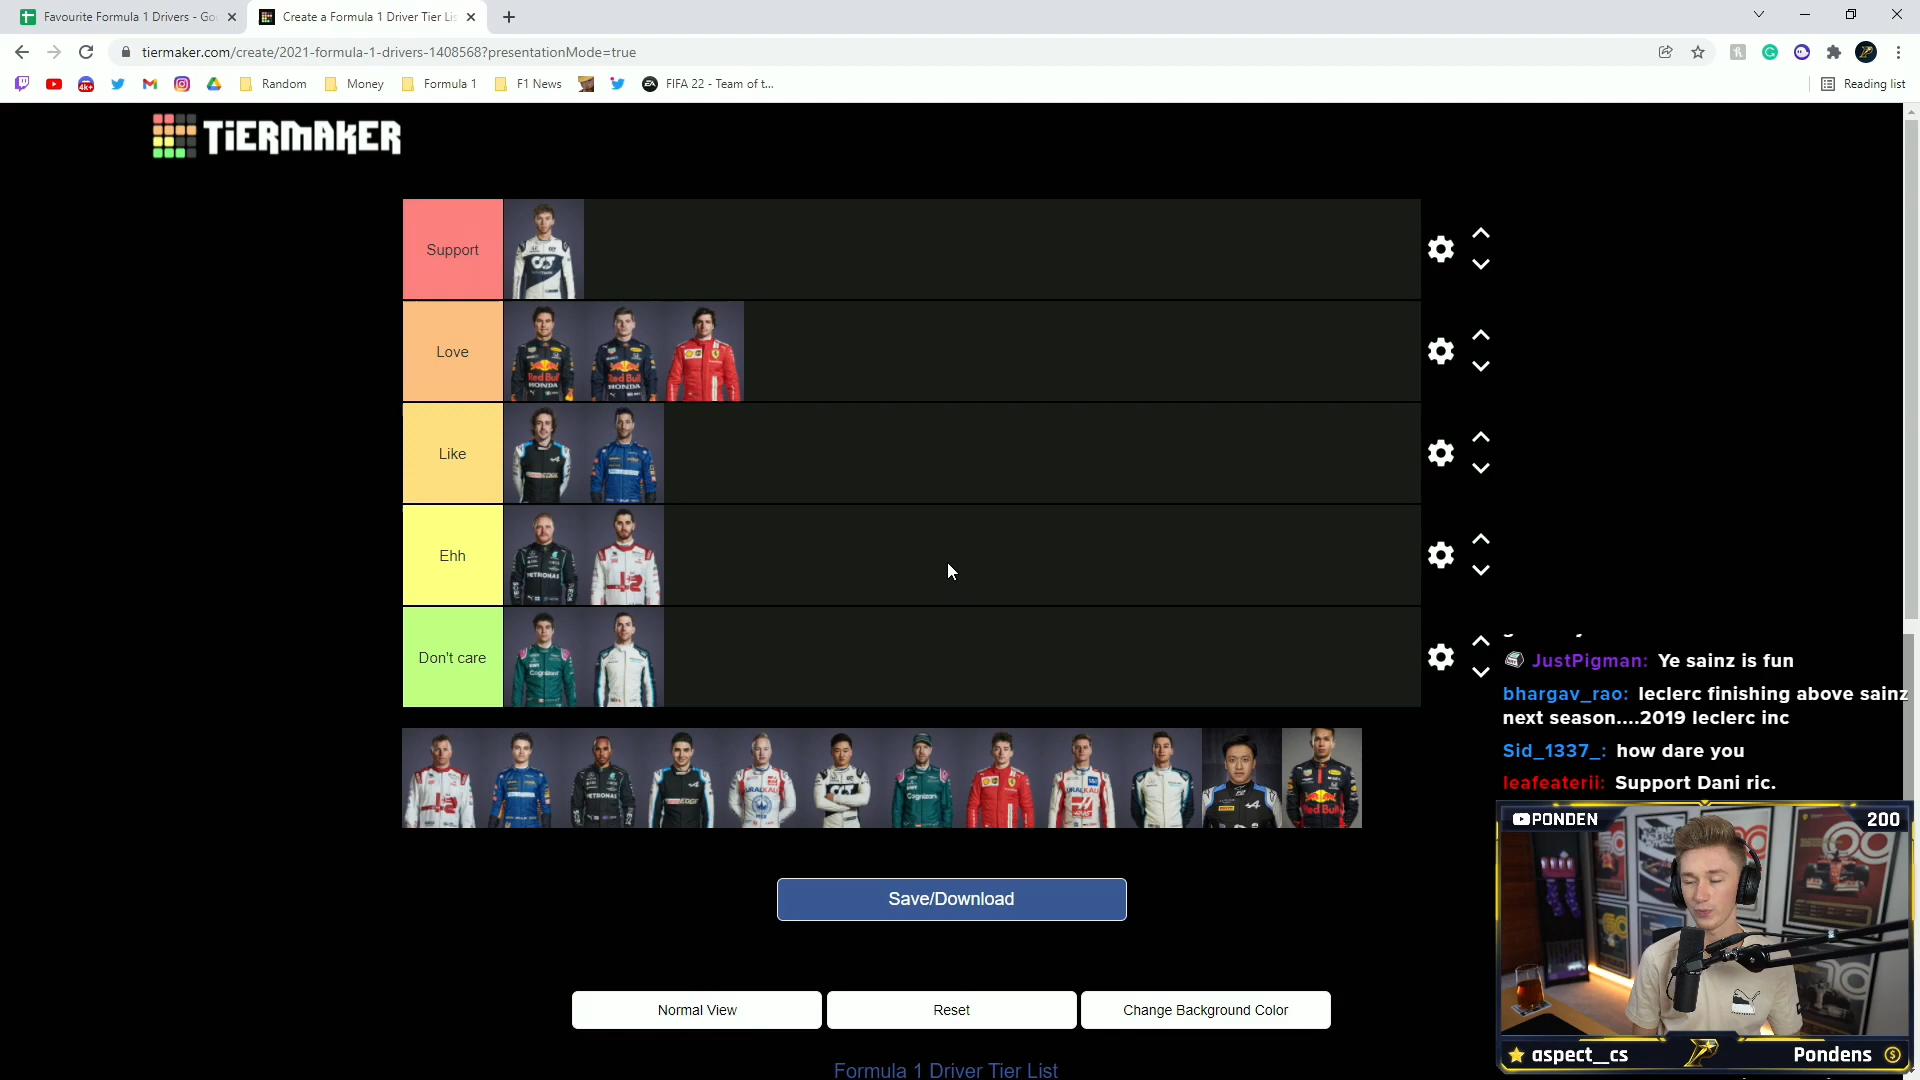 Favourite Formula 1 Drivers - Goo
Create a Formula 1 Driver Tier Lis
tiermaker.com/create/2021-formula-1-drivers-1408568?presentationMode=true
Random
Money
Formula 1
F1 News
FIFA 22 - Team of t...
Reading list
TiERMAKER
Support
Love
Like
Ehh
Don't care
JustPigman: Ye sainz is fun
bhargav_rao: leclerc finishing above sainz
next season....2019 leclerc inc
Sid_1337_: how dare you
leafeaterii: Support Dani ric.
PONDEN
200
Save/Download
Normal View
Reset
Change Background Color
aspect__cs
Pondens
Formula 1 Driver Tier List